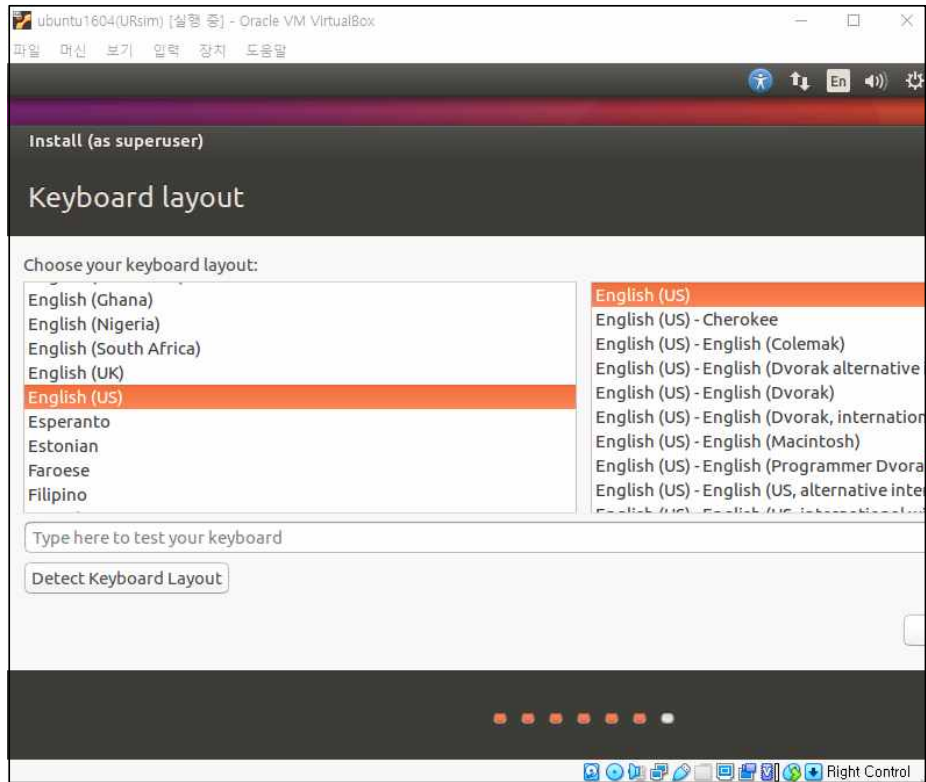 ubuntu1604(URsim) [실행 중] - Oracle VM VirtualBox
파일 머신 보기 입력 장치 도움말
En
Install (as superuser)
Keyboard layout
Choose your keyboard layout:
English (Ghana)
English (Nigeria)
English (South Africa)
English (UK)
English (US)
Esperanto
Estonian
Faroese
Filipino
English (US)
English (US) - Cherokee
English (US) - English (Colemak)
English (US) - English (Dvorak alternative
English (US) - English (Dvorak)
English (US) - English (Dvorak, internation
English (US) - English (Macintosh)
English (US) - English (Programmer Dvora
English (US) - English (US, alternative inte
Type here to test your keyboard
Detect Keyboard Layout
Right Control